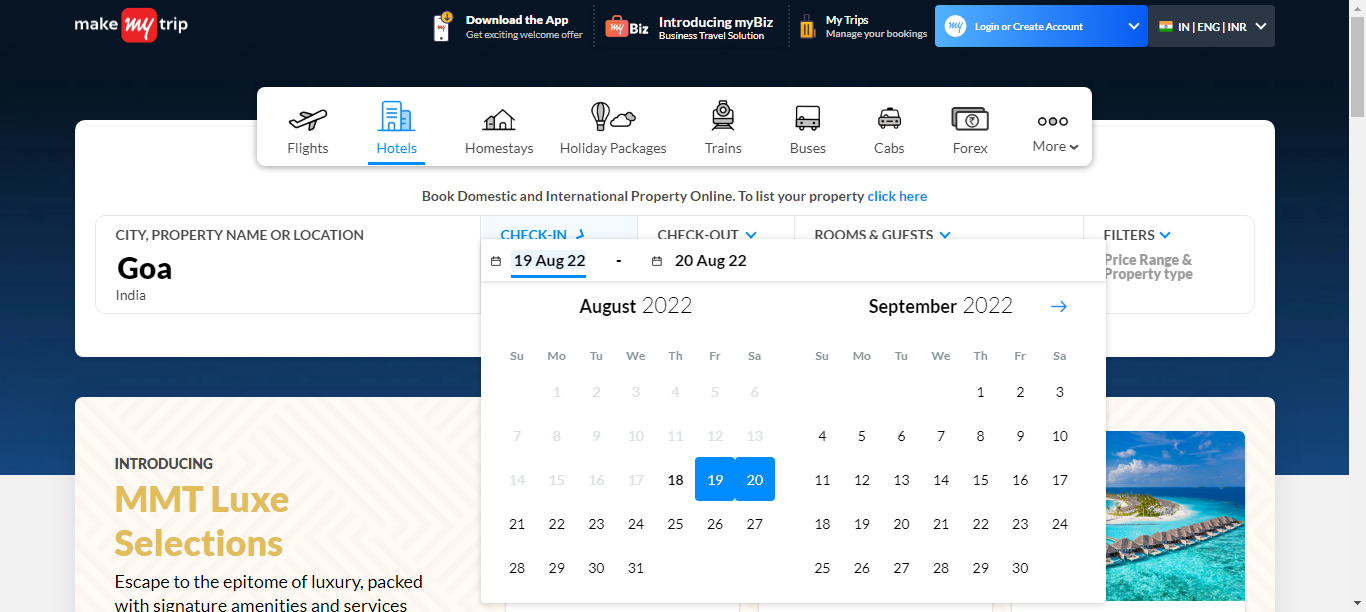 make my trip
Download the App
Get exciting welcome offer
my Biz
Introducing myBiz
Business Travel Solution
My Trips
Manage your bookings
my Login or Create Account
IN | ENG | INR
Flights
Hotels
Homestays
Holiday Packages
Trains
Buses
Cabs
Forex
More
Book Domestic and International Property Online. To list your property click here
CITY, PROPERTY NAME OR LOCATION
Goa
India
CHECK-IN
CHECK-OUT
ROOMS & GUESTS
FILTERS
Price Range &
Property type
19 Aug 22 - 20 Aug 22
August 2022
Su Mo Tu We Th Fr Sa
1 2 3 4 5 6
7 8 9 10 11 12 13
14 15 16 17 18 19 20
21 22 23 24 25 26 27
28 29 30 31
September 2022
Su Mo Tu We Th Fr Sa
1 2 3
4 5 6 7 8 9 10
11 12 13 14 15 16 17
18 19 20 21 22 23 24
25 26 27 28 29 30
INTRODUCING
MMT Luxe
Selections
Escape to the epitome of luxury, packed
with signature amenities and services